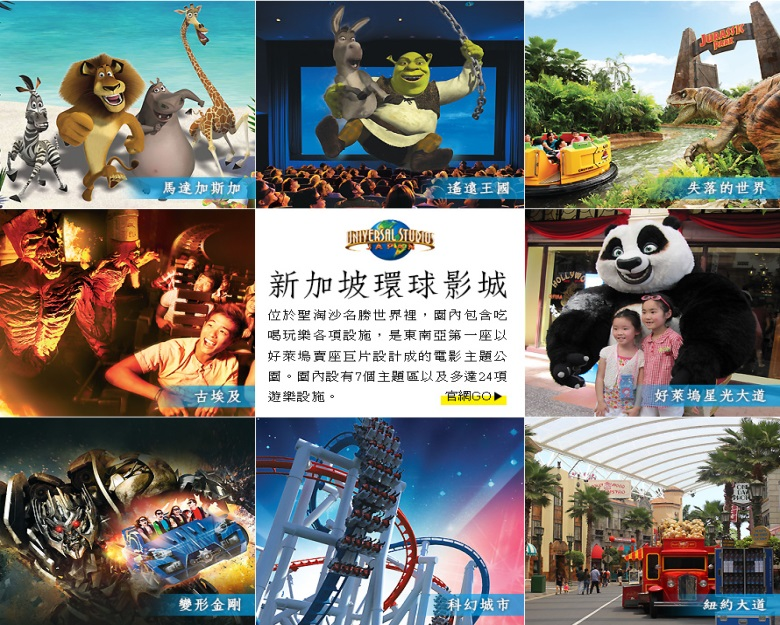 馬達加斯加
遙遠王國
JURASSIC
PARK
失落的世界
古埃及
UNIVERSAL STUDIOS
新加坡環球影城
位於聖淘沙名勝世界裡，園內包含吃
喝玩樂各項設施，是東南亞第一座以
好萊塢賣座巨片設計成的電影主題公
園。園內設有7個主題區以及多達24項
遊樂設施。
官網GO▶
HOLLYWOOD
好萊塢星光大道
變形金剛
科幻城市
紐約大道